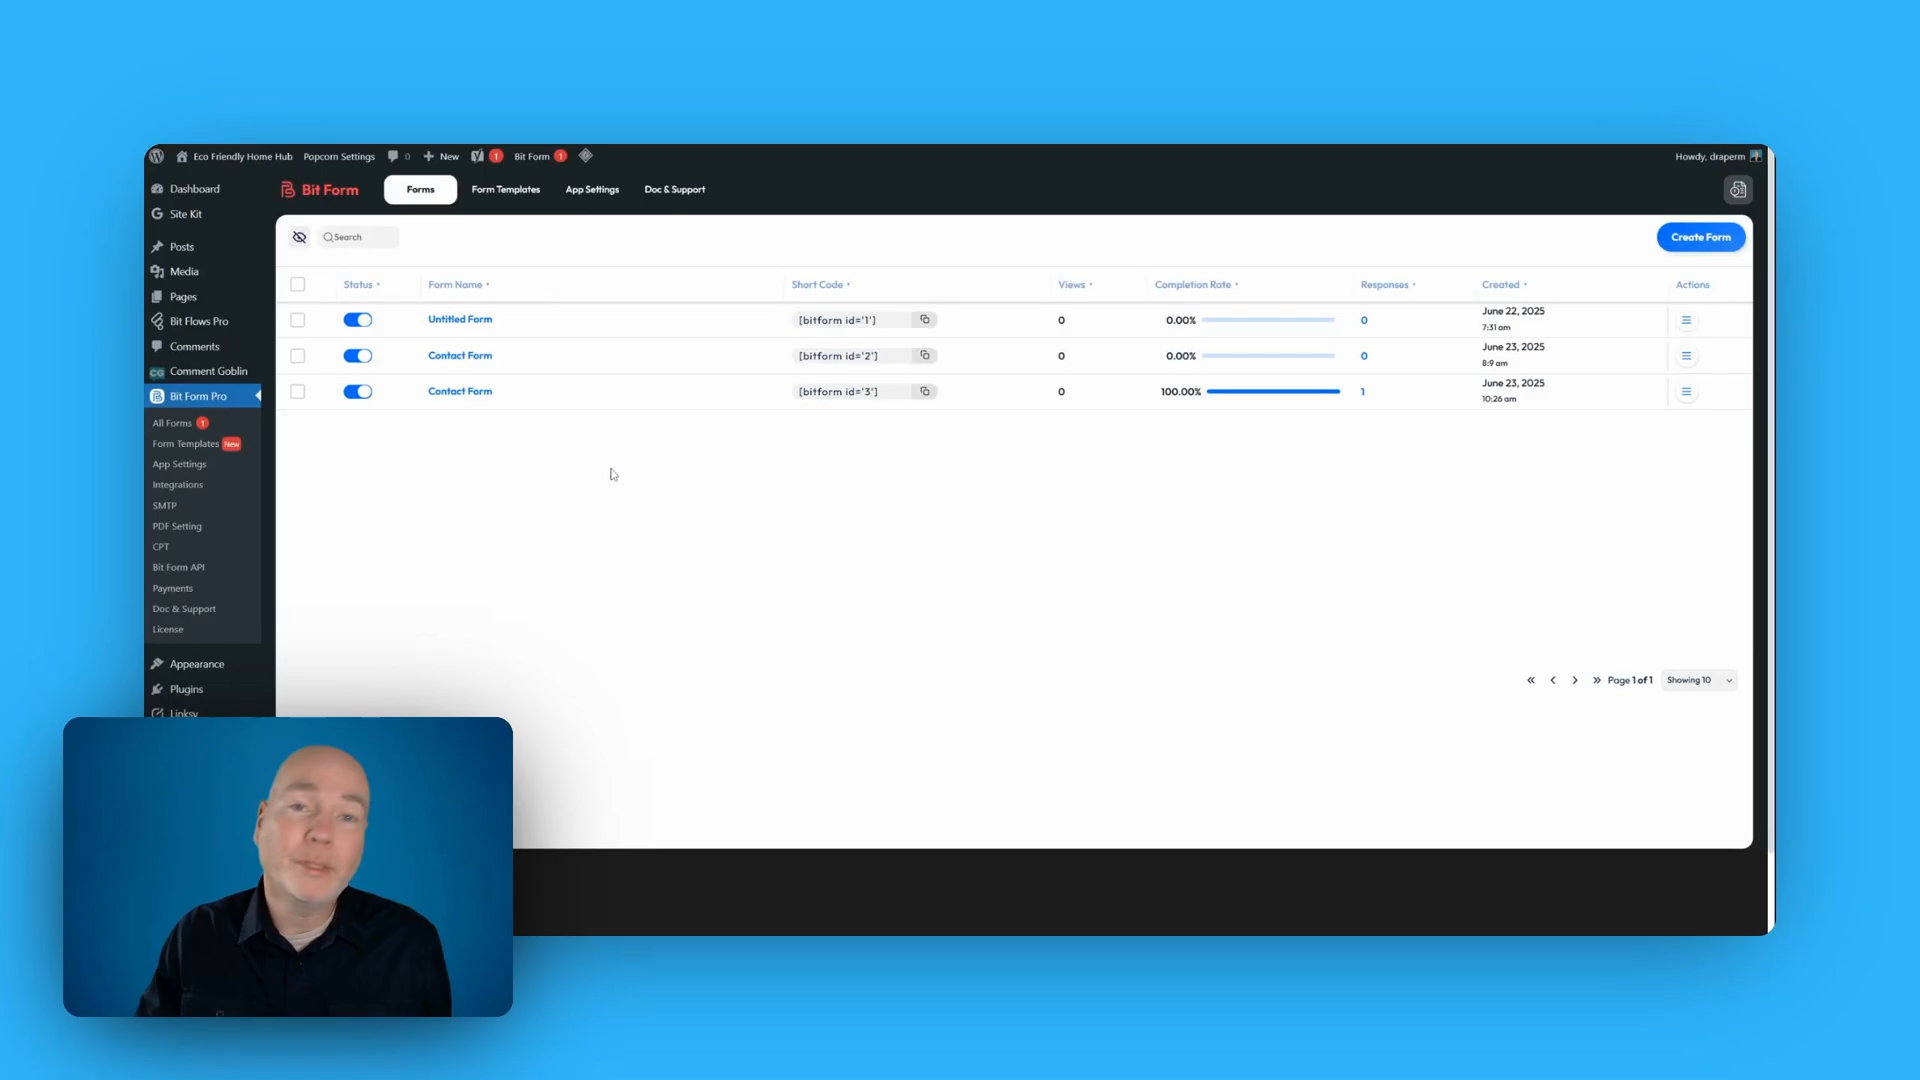 Eco Friendly Home Hub Popcorn Settings 0 New 1 Bit Form 1 Howdy, draperm
Dashboard
Site Kit
Posts
Media
Pages
Bit Flows Pro
Comments
CG Comment Goblin
Bit Form Pro
All Forms 1
Form Templates New
App Settings
Integrations
SMTP
PDF Setting
CPT
Bit Form API
Payments
Doc & Support
License
Appearance
Plugins
Linksy
Bit Form Forms Form Templates App Settings Doc & Support
Search Create Form
Status Form Name Short Code Views Completion Rate Responses Created Actions
Untitled Form [bitform id='1'] 0 0.00% 0 June 22, 2025
7:31 am
Contact Form [bitform id='2'] 0 0.00% 0 June 23, 2025
8:9 am
Contact Form [bitform id='3'] 0 100.00% 1 June 23, 2025
10:26 am
« ‹ › » Page 1 of 1 Showing 10